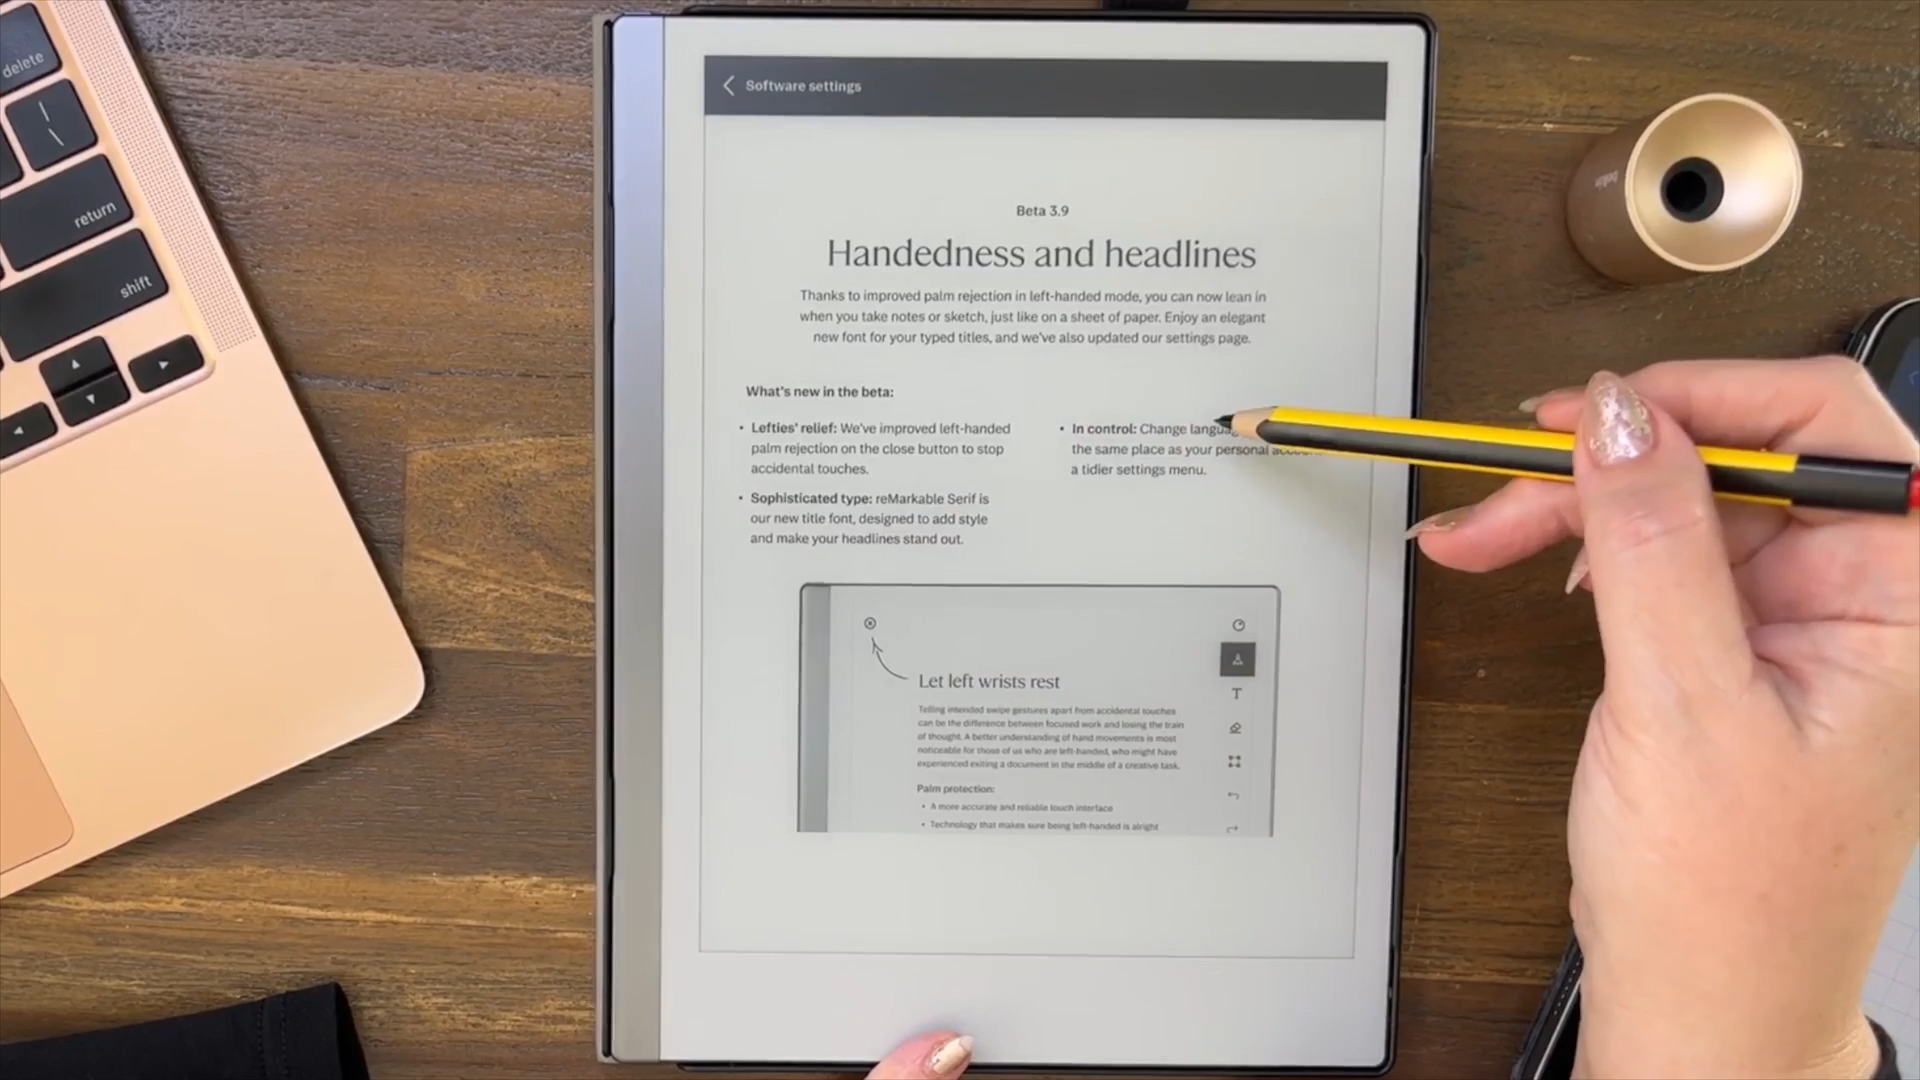 delete
|
\
return
shift
Software settings
Beta 3.9
Handedness and headlines
Thanks to improved palm rejection in left-handed mode, you can now lean in
when you take notes or sketch, just like on a sheet of paper. Enjoy an elegant
new font for your typed titles, and we've also updated our settings page.
What's new in the beta:
• Lefties' relief: We've improved left-handed
palm rejection on the close button to stop
accidental touches.
• Sophisticated type: reMarkable Serif is
our new title font, designed to add style
and make your headlines stand out.
• In control: Change
the same place as your personal
a tidier settings menu.
Let left wrists rest
Telling intended swipe gestures apart from accidental touches
can be the difference between focused work and losing the train
of thought. A better understanding of hand movements is most
noticeable for those of us who are left-handed, who might have
experienced exiting a document in the middle of a creative task.
Palm protection:
• A more accurate and reliable touch interface
• Technology that makes sure being left-handed is alright
T
belkin